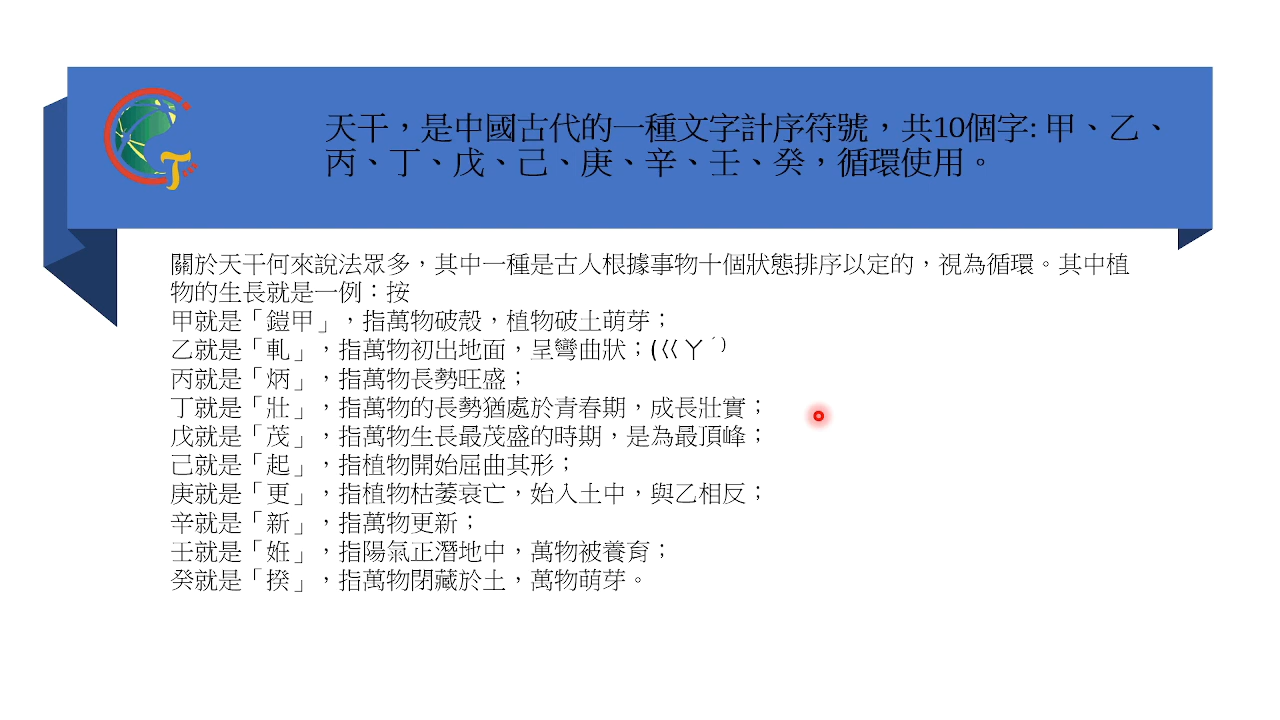 天干，是中國古代的一種文字計序符號，共10個字: 甲、乙、
丙、丁、戊、己、庚、辛、壬、癸，循環使用。
關於天干何來說法眾多，其中一種是古人根據事物十個狀態排序以定的，視為循環。其中植
物的生長就是一例：按
甲就是「鎧甲」，指萬物破殼，植物破土萌芽；
乙就是「軋」，指萬物初出地面，呈彎曲狀；(ㄍㄚˊ)
丙就是「炳」，指萬物長勢旺盛；
丁就是「壯」，指萬物的長勢猶處於青春期，成長壯實；
戊就是「茂」，指萬物生長最茂盛的時期，是為最頂峰；
己就是「起」，指植物開始屈曲其形；
庚就是「更」，指植物枯萎衰亡，始入土中，與乙相反；
辛就是「新」，指萬物更新；
壬就是「妊」，指陽氣正潛地中，萬物被養育；
癸就是「揆」，指萬物閉藏於土，萬物萌芽。